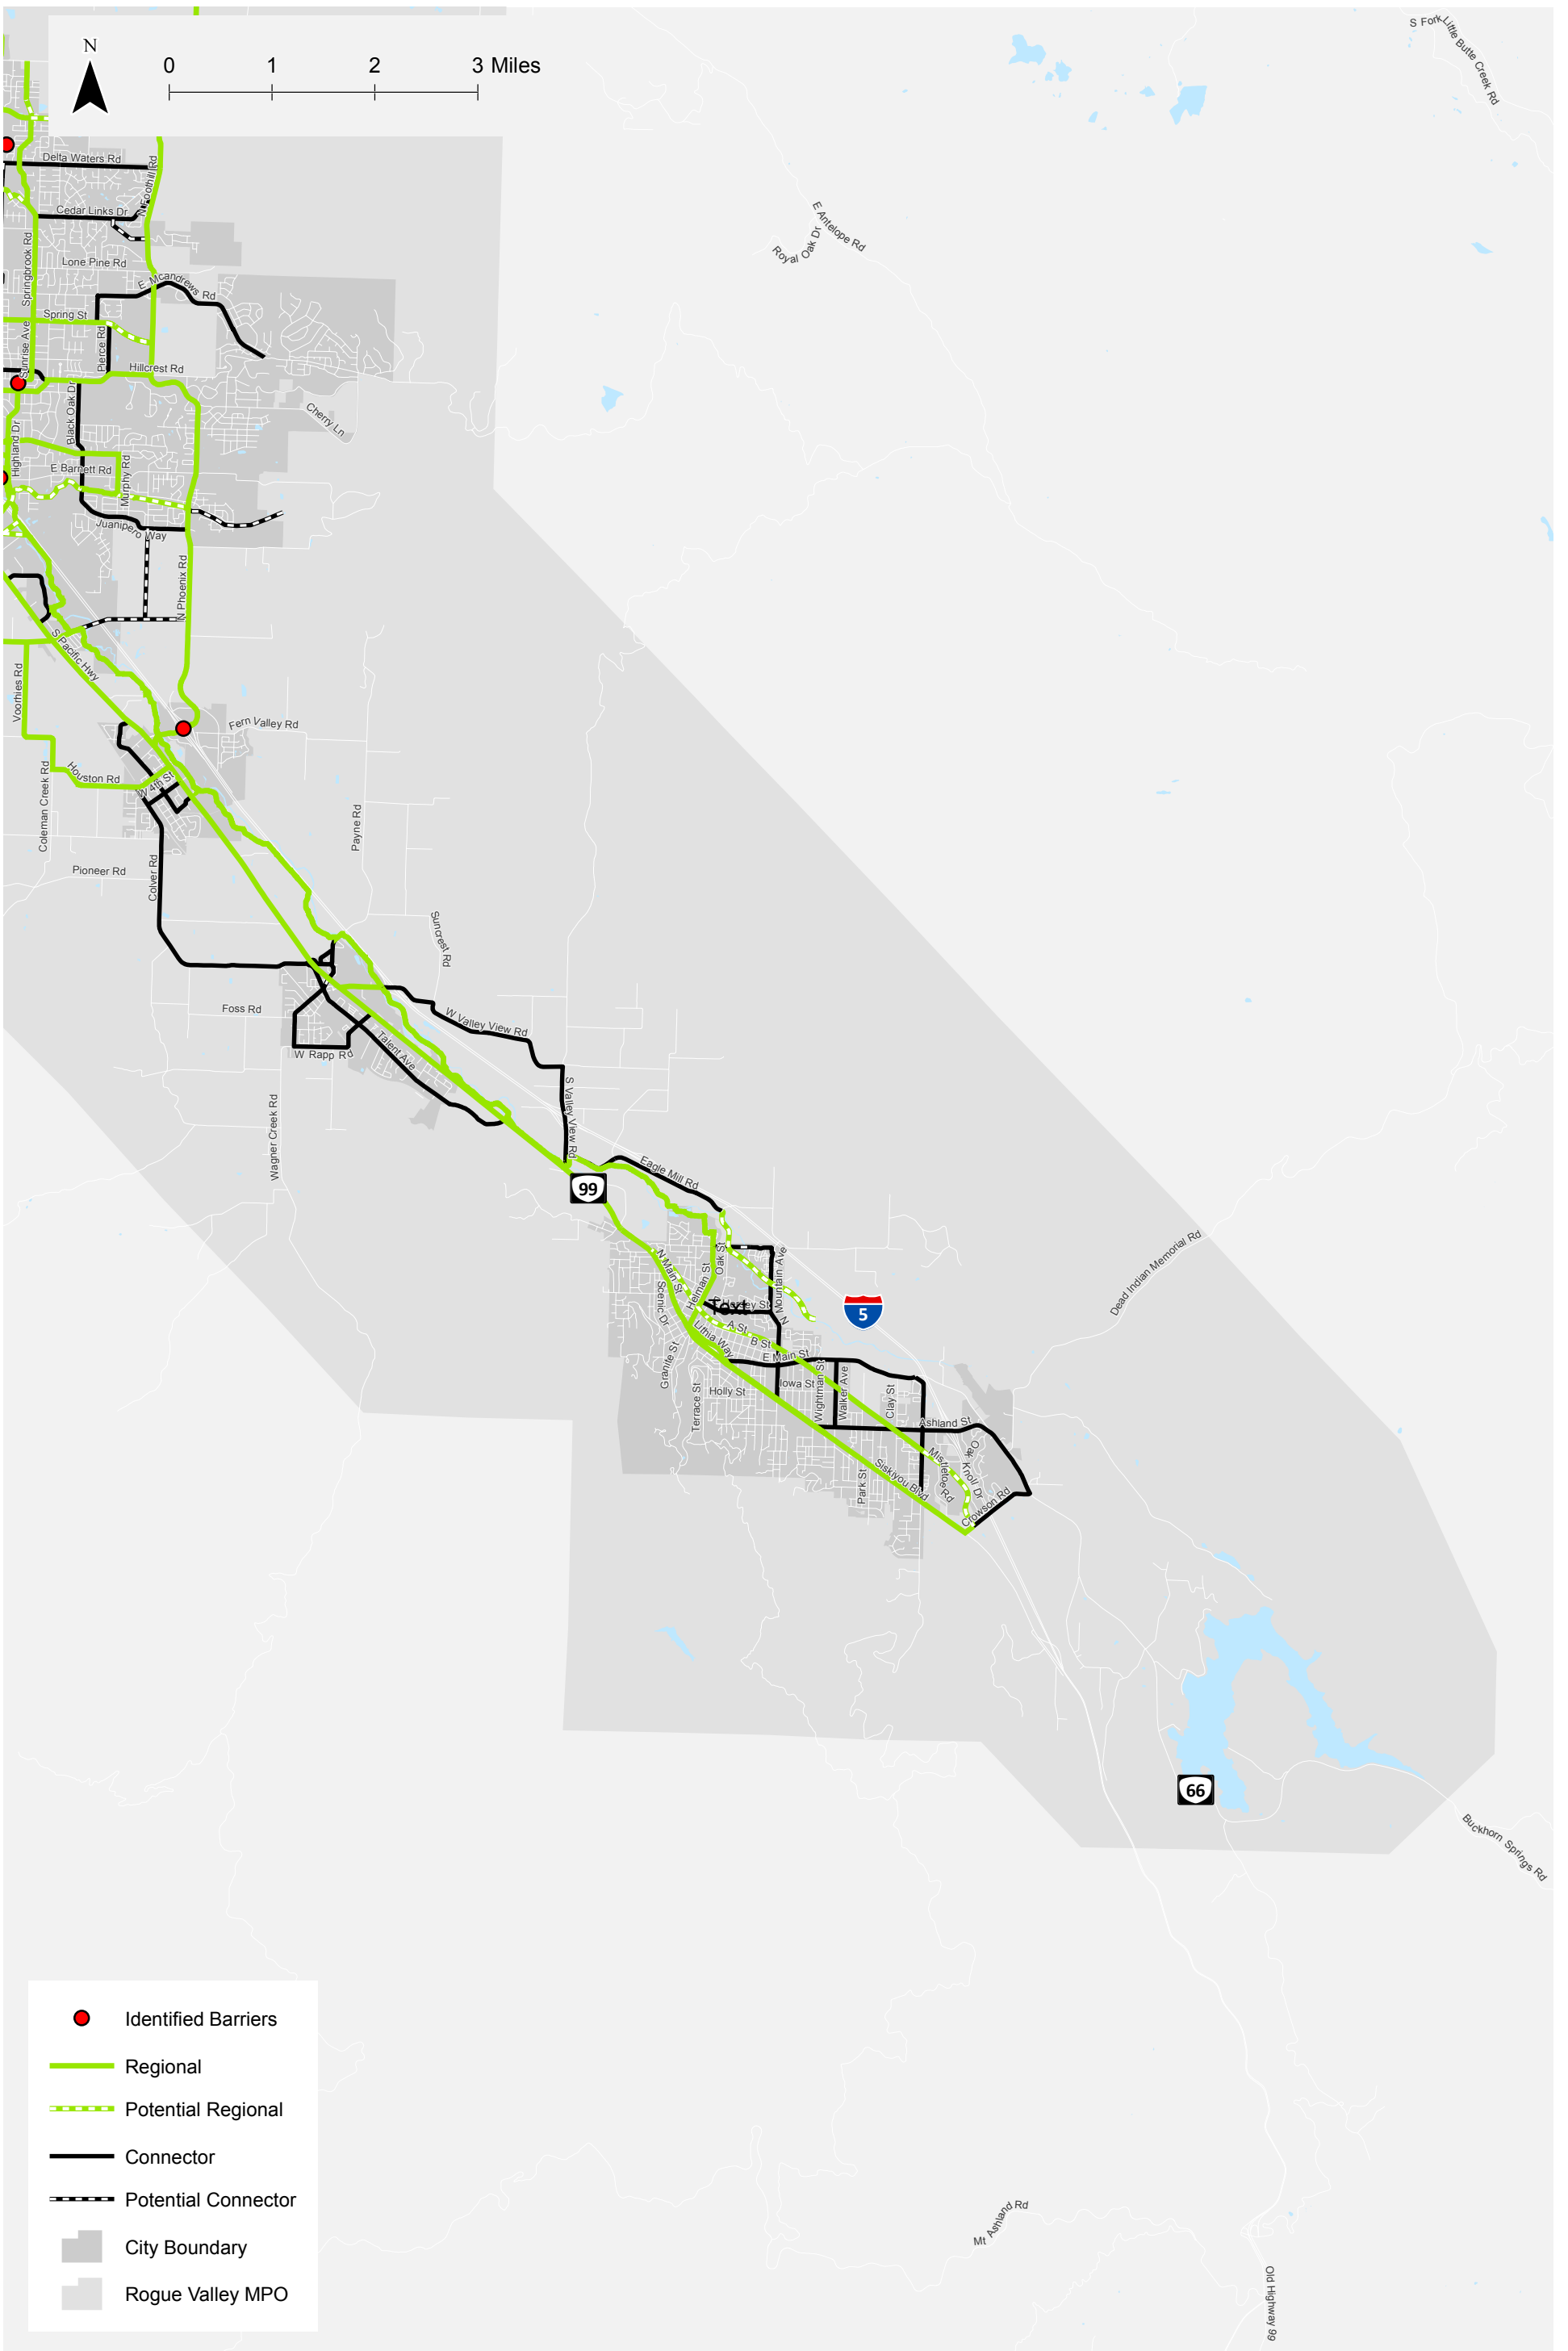 S Fork Little Butte Creek Rd
N
0 1 2 3 Miles
Delta Waters Rd
N Foothill Rd
Cedar Links Dr
E Antelope Rd
Royal Oak Dr
Springbrook Rd
Lone Pine Rd
E Mcandrews Rd
Spring St
Sunrise Ave
Pierce Rd
Hillcrest Rd
Black Oak Dr
Cherry Ln
Highland Dr
E Barnett Rd
Murphy Rd
Juanipero Way
N Phoenix Rd
S Pacific Hwy
Voorhies Rd
Fern Valley Rd
Houston Rd
W 4th St
Coleman Creek Rd
Payne Rd
Pioneer Rd
Colver Rd
Suncrest Rd
Foss Rd
W Valley View Rd
W Rapp Rd
Talent Ave
S Valley View Rd
Wagner Creek Rd
Eagle Mill Rd
99
Dead Indian Memorial Rd
Oak St
N Main St
Mountain Ave
N
Helman St
Scenic Dr
Text
5
A St
B St
Lithia Way
E Main St
Granite St
Terrace St
Holly St
Iowa St
Wightman St
Walker Ave
Clay St
Ashland St
Oak Knoll Dr
Mistletoe Rd
Siskiyou Blvd
Park St
Crowson Rd
66
Buckhorn Springs Rd
Identified Barriers
Regional
Potential Regional
Connector
Potential Connector
City Boundary
Rogue Valley MPO
Mt Ashland Rd
Old Highway 99